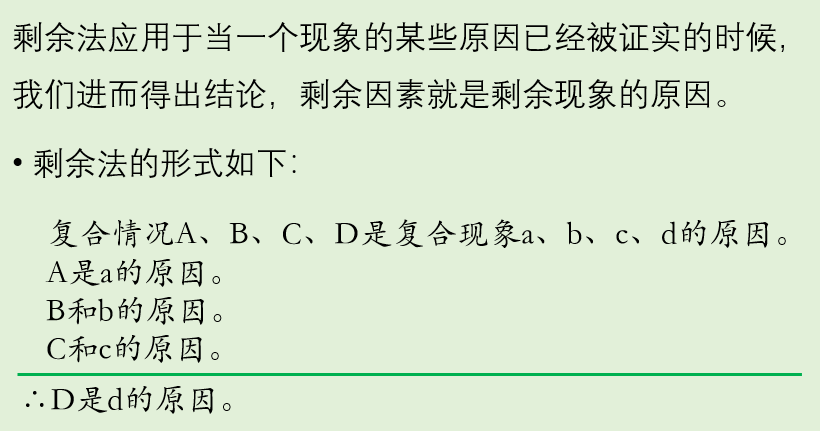 剩余法应用于当一个现象的某些原因已经被证实的时候，
我们进而得出结论，剩余因素就是剩余现象的原因。
• 剩余法的形式如下：
复合情况A、B、C、D是复合现象a、b、c、d的原因。
A是a的原因。
B和b的原因。
C和c的原因。
∴D是d的原因。